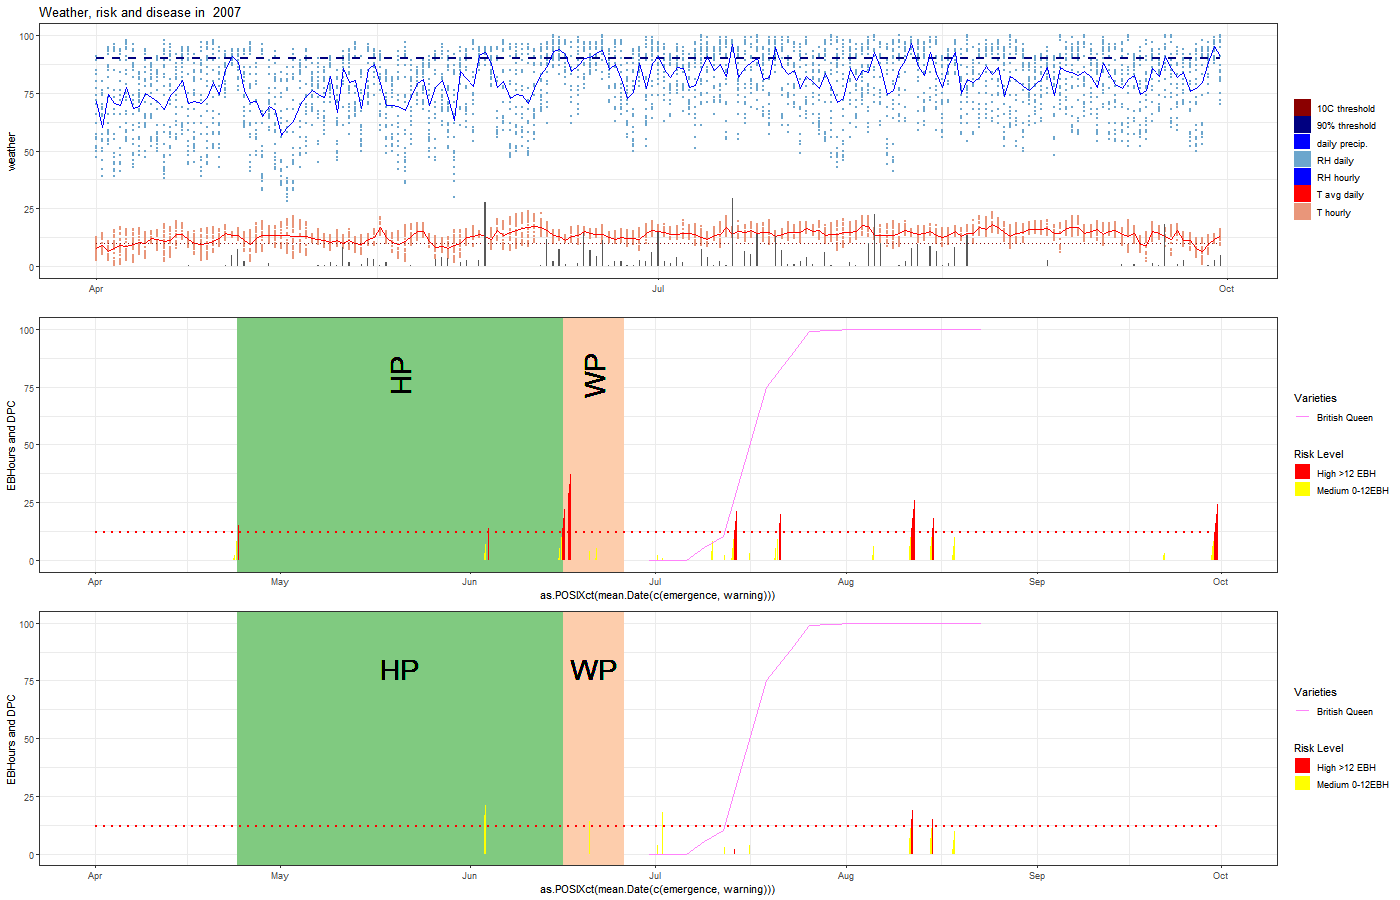 Weather, risk and disease in  2007
100
75
50
25
0
weather
Apr
Jul
Oct
10C threshold
90% threshold
daily precip.
RH daily
RH hourly
T avg daily
T hourly
100
75
50
25
0
EBHours and DPC
HP
WP
Apr
May
Jun
Jul
Aug
Sep
Oct
as.POSIXct(mean.Date(c(emergence, warning)))
Varieties
British Queen
Risk Level
High >12 EBH
Medium 0-12EBH
100
75
50
25
0
EBHours and DPC
HP
WP
Apr
May
Jun
Jul
Aug
Sep
Oct
as.POSIXct(mean.Date(c(emergence, warning)))
Varieties
British Queen
Risk Level
High >12 EBH
Medium 0-12EBH